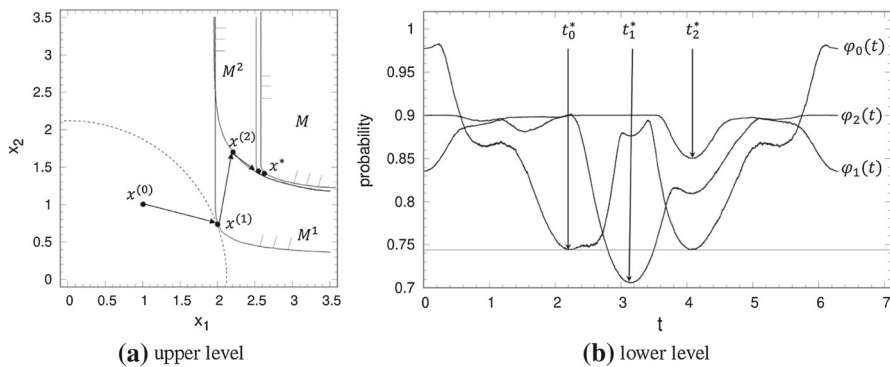 3.5
3
2.5
2
1.5
1
0.5
0
x₂
0 0.5 1 1.5 2 2.5 3 3.5
x₁
M²
M
x⁽²⁾
x*
x⁽⁰⁾
x⁽¹⁾
M¹
(a) upper level
1
0.95
0.9
0.85
0.8
0.75
0.7
probability
t₀* t₁* t₂*
φ₀(t)
φ₂(t)
φ₁(t)
0 1 2 3 4 5 6 7
t
(b) lower level